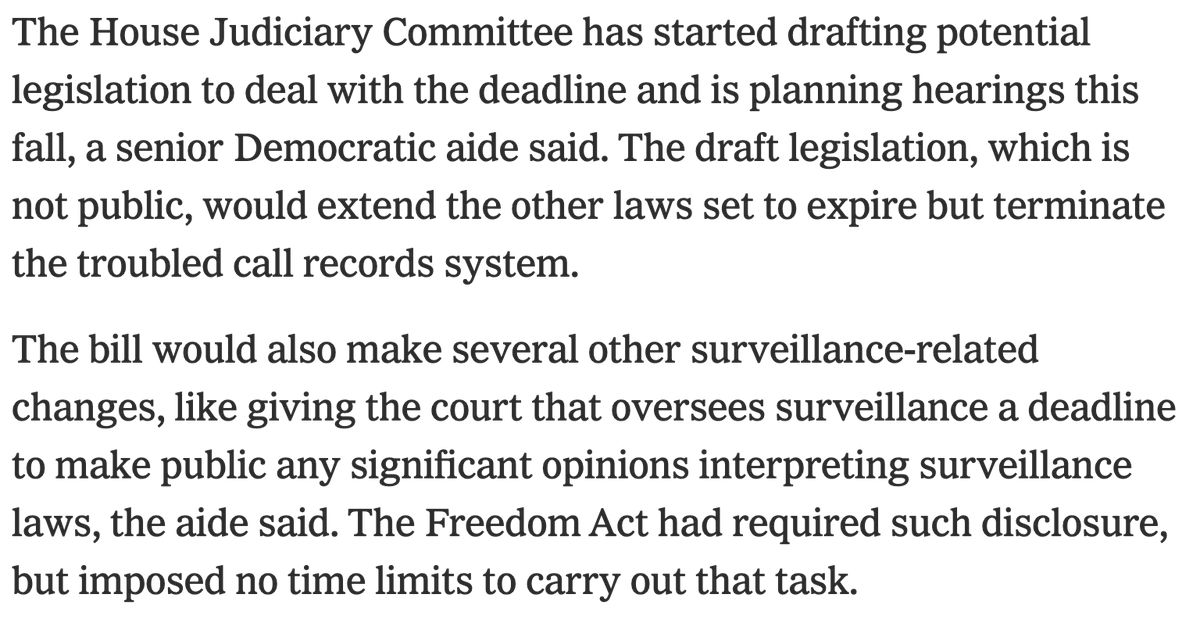 The House Judiciary Committee has started drafting potential
legislation to deal with the deadline and is planning hearings this
fall, a senior Democratic aide said. The draft legislation, which is
not public, would extend the other laws set to expire but terminate
the troubled call records system.
The bill would also make several other surveillance-related
changes, like giving the court that oversees surveillance a deadline
to make public any significant opinions interpreting surveillance
laws, the aide said. The Freedom Act had required such disclosure,
but imposed no time limits to carry out that task.